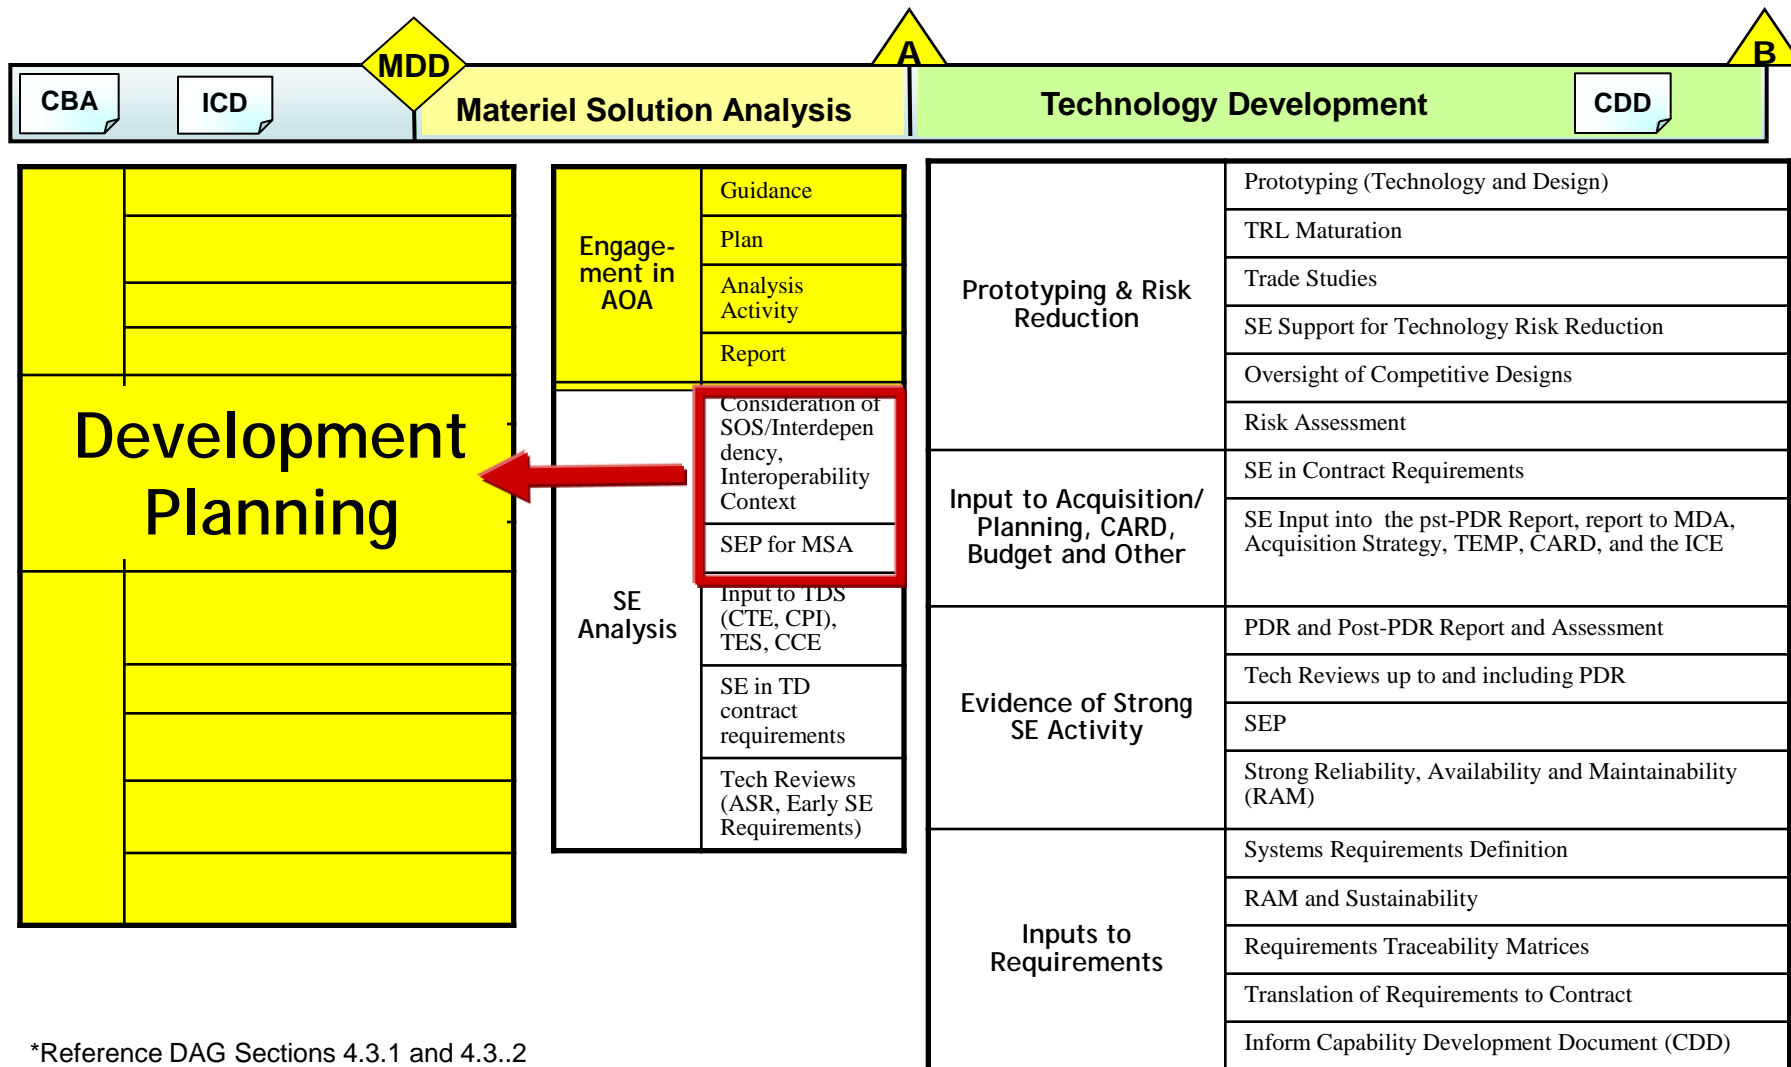 MDD
A
B
CBA
ICD
Materiel Solution Analysis
Technology Development
CDD
Development
Planning
Engage-
ment in
AOA
Guidance
Plan
Analysis
Activity
Report
SE
Analysis
Consideration of
SOS/Interdepen
dency,
Interoperability
Context
SEP for MSA
Input to TDS
(CTE, CPI),
TES, CCE
SE in TD
contract
requirements
Tech Reviews
(ASR, Early SE
Requirements)
Prototyping & Risk
Reduction
Prototyping (Technology and Design)
TRL Maturation
Trade Studies
SE Support for Technology Risk Reduction
Oversight of Competitive Designs
Risk Assessment
Input to Acquisition/
Planning, CARD,
Budget and Other
SE in Contract Requirements
SE Input into the pst-PDR Report, report to MDA,
Acquisition Strategy, TEMP, CARD, and the ICE
Evidence of Strong
SE Activity
PDR and Post-PDR Report and Assessment
Tech Reviews up to and including PDR
SEP
Strong Reliability, Availability and Maintainability
(RAM)
Inputs to
Requirements
Systems Requirements Definition
RAM and Sustainability
Requirements Traceability Matrices
Translation of Requirements to Contract
Inform Capability Development Document (CDD)
*Reference DAG Sections 4.3.1 and 4.3..2